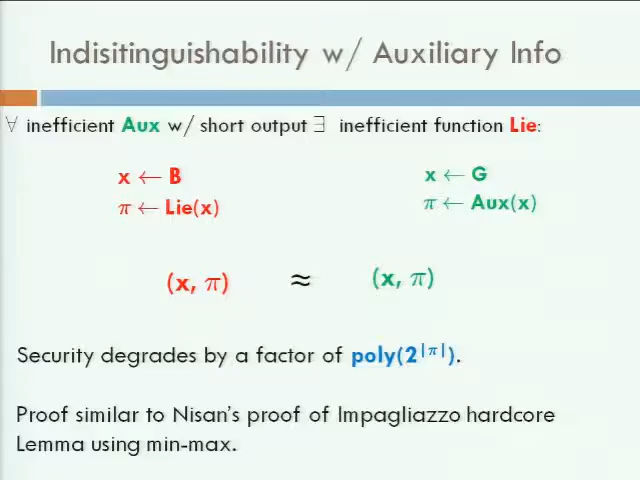 Indisitinguishability w/ Auxiliary Info
∀ inefficient Aux w/ short output ∃ inefficient function Lie:
x ← B
x ← G
π ← Lie(x)
π ← Aux(x)
(x, π) ≈ (x, π)
Security degrades by a factor of poly(2^|π|).
Proof similar to Nisan's proof of Impagliazzo hardcore
Lemma using min-max.